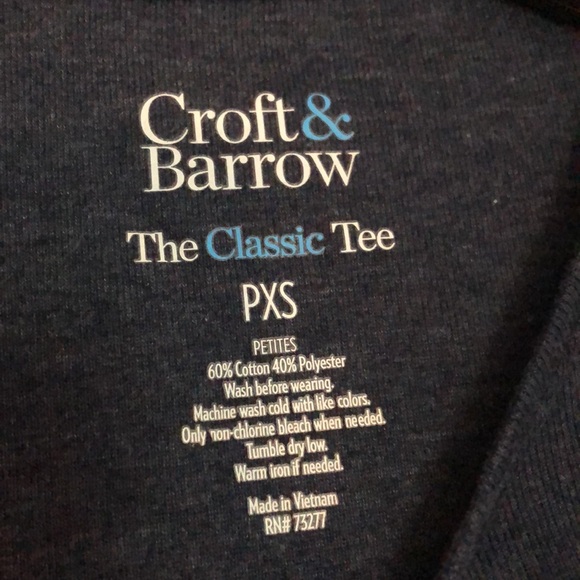 Croft&
Barrow
The Classic Tee
PXS
PETITES
60% Cotton 40% Polyester
Wash before wearing.
Machine wash cold with like colors.
Only non-chlorine bleach when needed.
Tumble dry low.
Warm iron if needed.
Made in Vietnam
RN# 73277